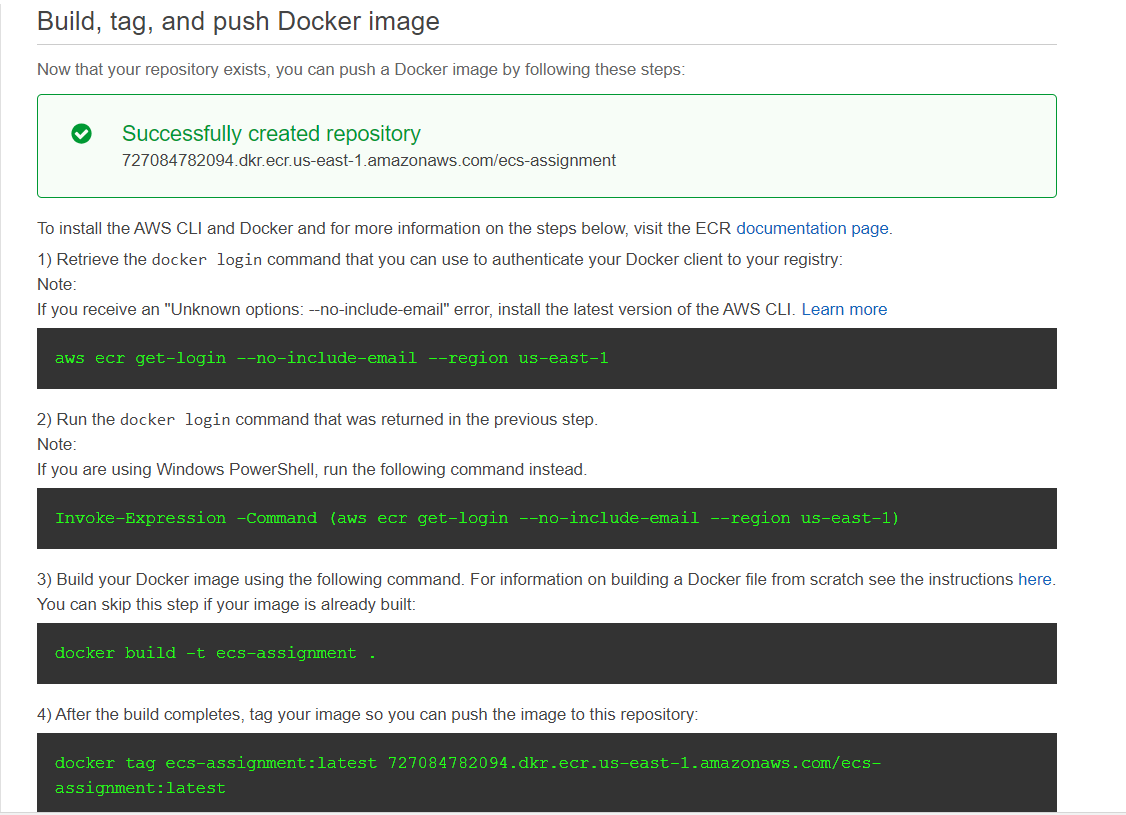 Build, tag, and push Docker image
Now that your repository exists, you can push a Docker image by following these steps:
Successfully created repository
727084782094.dkr.ecr.us-east-1.amazonaws.com/ecs-assignment
To install the AWS CLI and Docker and for more information on the steps below, visit the ECR documentation page.
1) Retrieve the docker login command that you can use to authenticate your Docker client to your registry:
Note:
If you receive an "Unknown options: --no-include-email" error, install the latest version of the AWS CLI. Learn more
aws ecr get-login --no-include-email --region us-east-1
2) Run the docker login command that was returned in the previous step.
Note:
If you are using Windows PowerShell, run the following command instead.
Invoke-Expression -Command (aws ecr get-login --no-include-email --region us-east-1)
3) Build your Docker image using the following command. For information on building a Docker file from scratch see the instructions here.
You can skip this step if your image is already built:
docker build -t ecs-assignment .
4) After the build completes, tag your image so you can push the image to this repository:
docker tag ecs-assignment:latest 727084782094.dkr.ecr.us-east-1.amazonaws.com/ecs-
assignment:latest